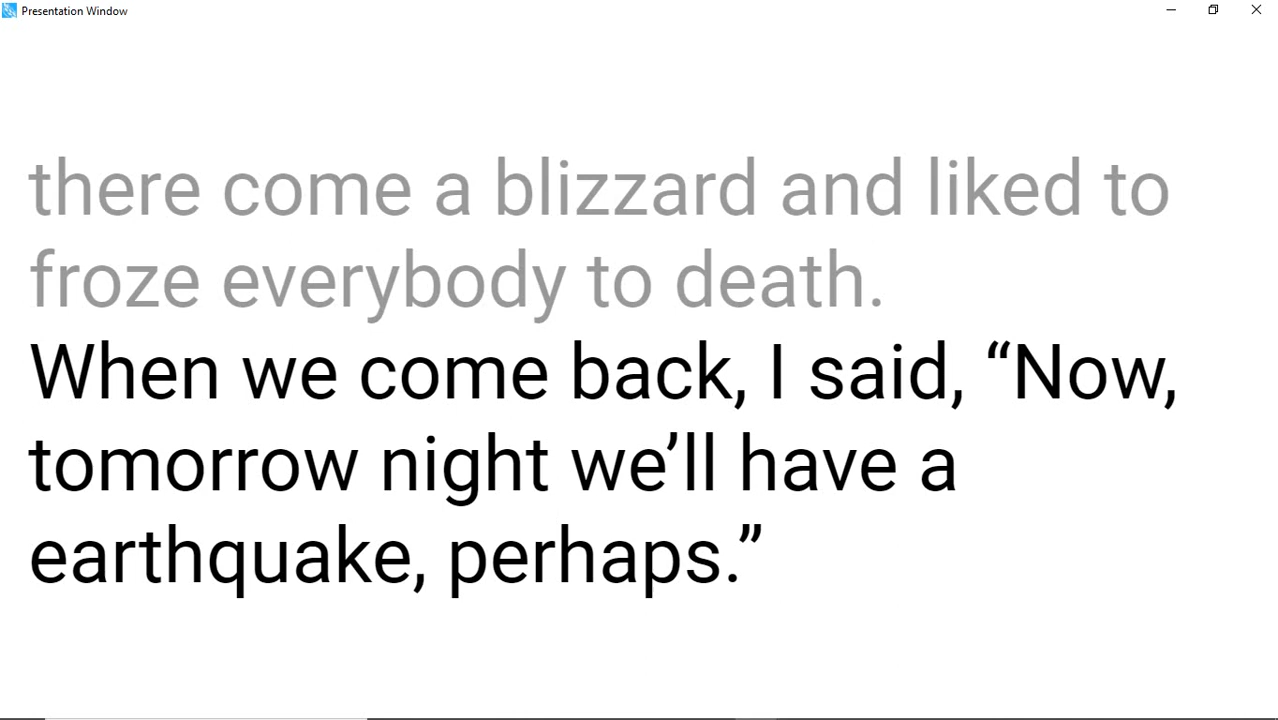 Presentation Window
there come a blizzard and liked to
froze everybody to death.
When we come back, I said, “Now,
tomorrow night we’ll have a
earthquake, perhaps.”